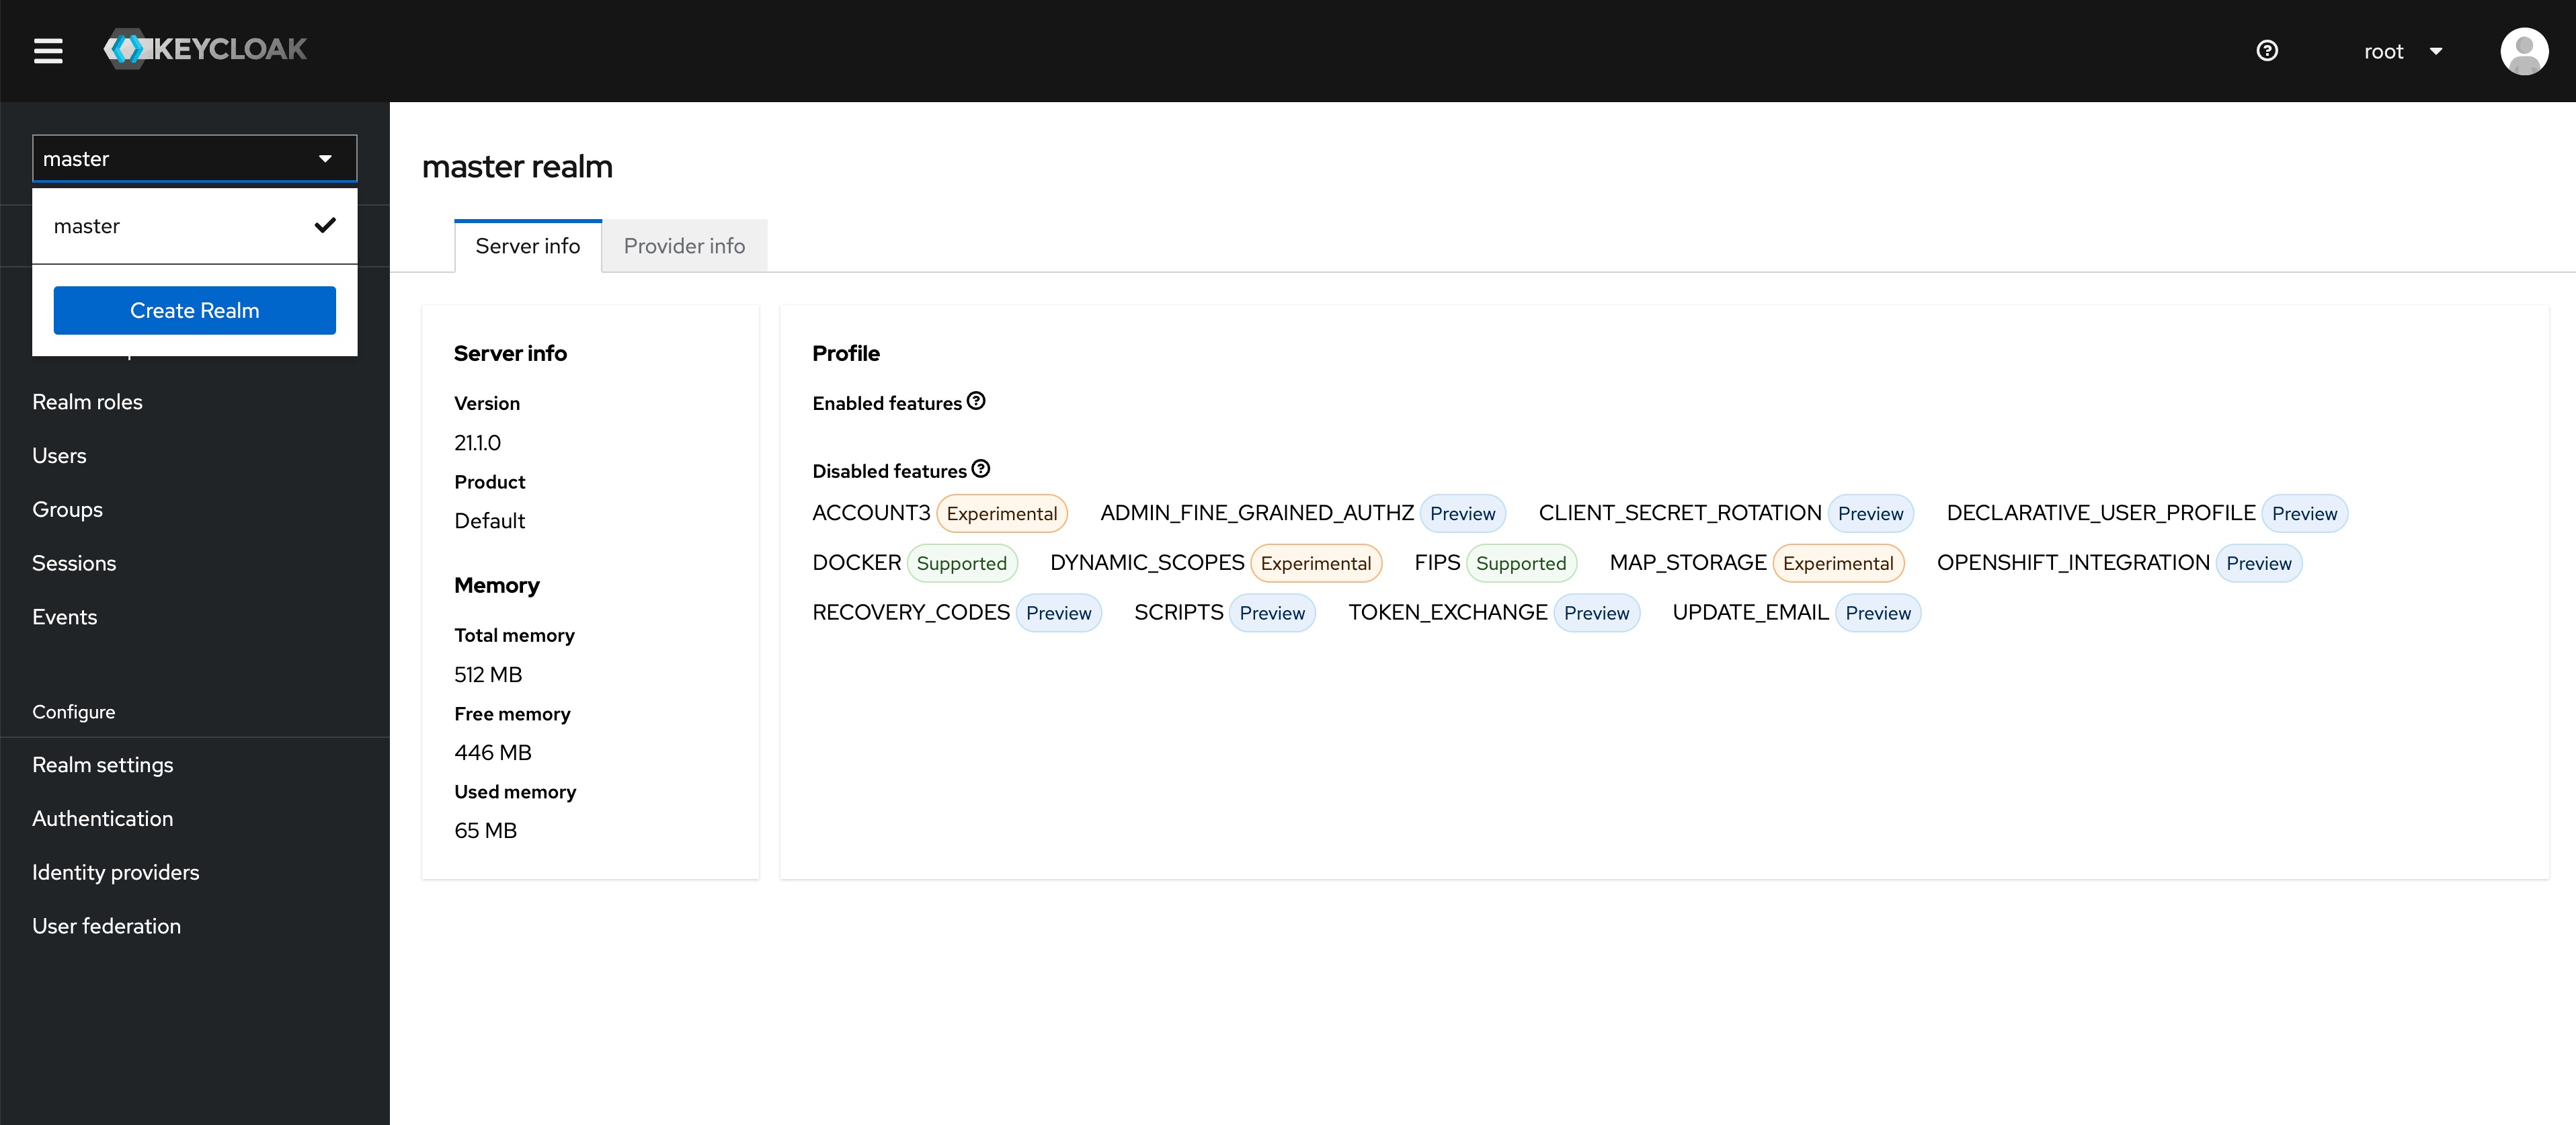 KEYCLOAK
root
master
master
Create Realm
Realm roles
Users
Groups
Sessions
Events
Configure
Realm settings
Authentication
Identity providers
User federation
master realm
Server info
Provider info
Server info
Version
21.1.0
Product
Default
Memory
Total memory
512 MB
Free memory
446 MB
Used memory
65 MB
Profile
Enabled features
Disabled features
ACCOUNT3 Experimental ADMIN_FINE_GRAINED_AUTHZ Preview CLIENT_SECRET_ROTATION Preview DECLARATIVE_USER_PROFILE Preview
DOCKER Supported DYNAMIC_SCOPES Experimental FIPS Supported MAP_STORAGE Experimental OPENSHIFT_INTEGRATION Preview
RECOVERY_CODES Preview SCRIPTS Preview TOKEN_EXCHANGE Preview UPDATE_EMAIL Preview